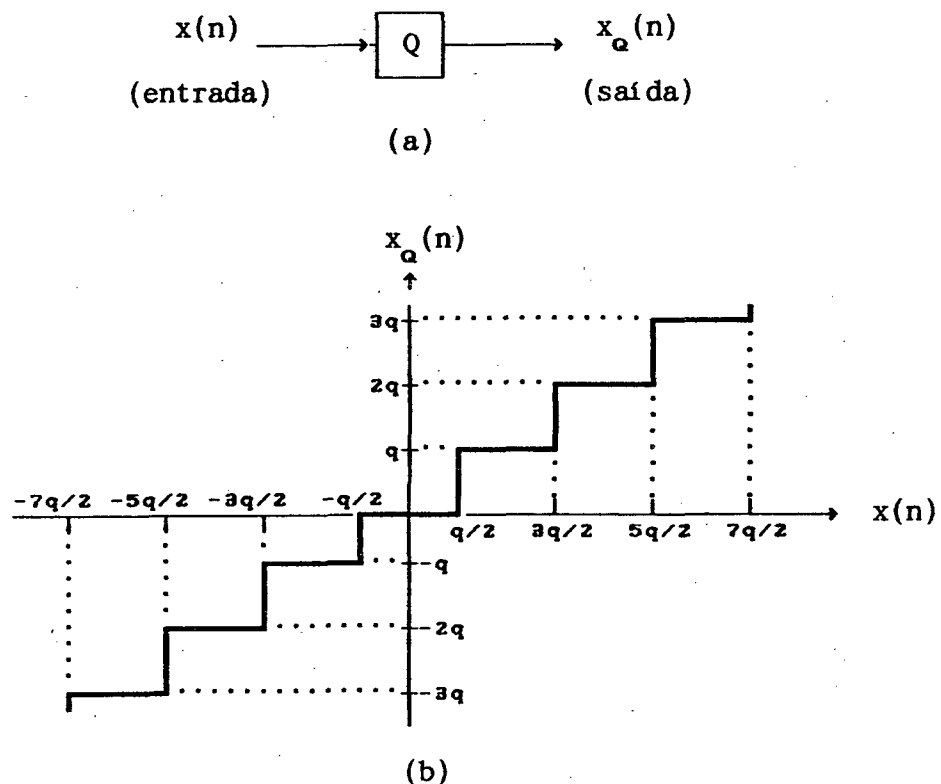 x(n) Q x_Q(n)
(entrada) (saída)
(a)
x_Q(n)
3q
2q
q
-7q/2 -5q/2 -3q/2 -q/2
x(n)
q/2 3q/2 5q/2 7q/2
-q
-2q
-3q
(b)